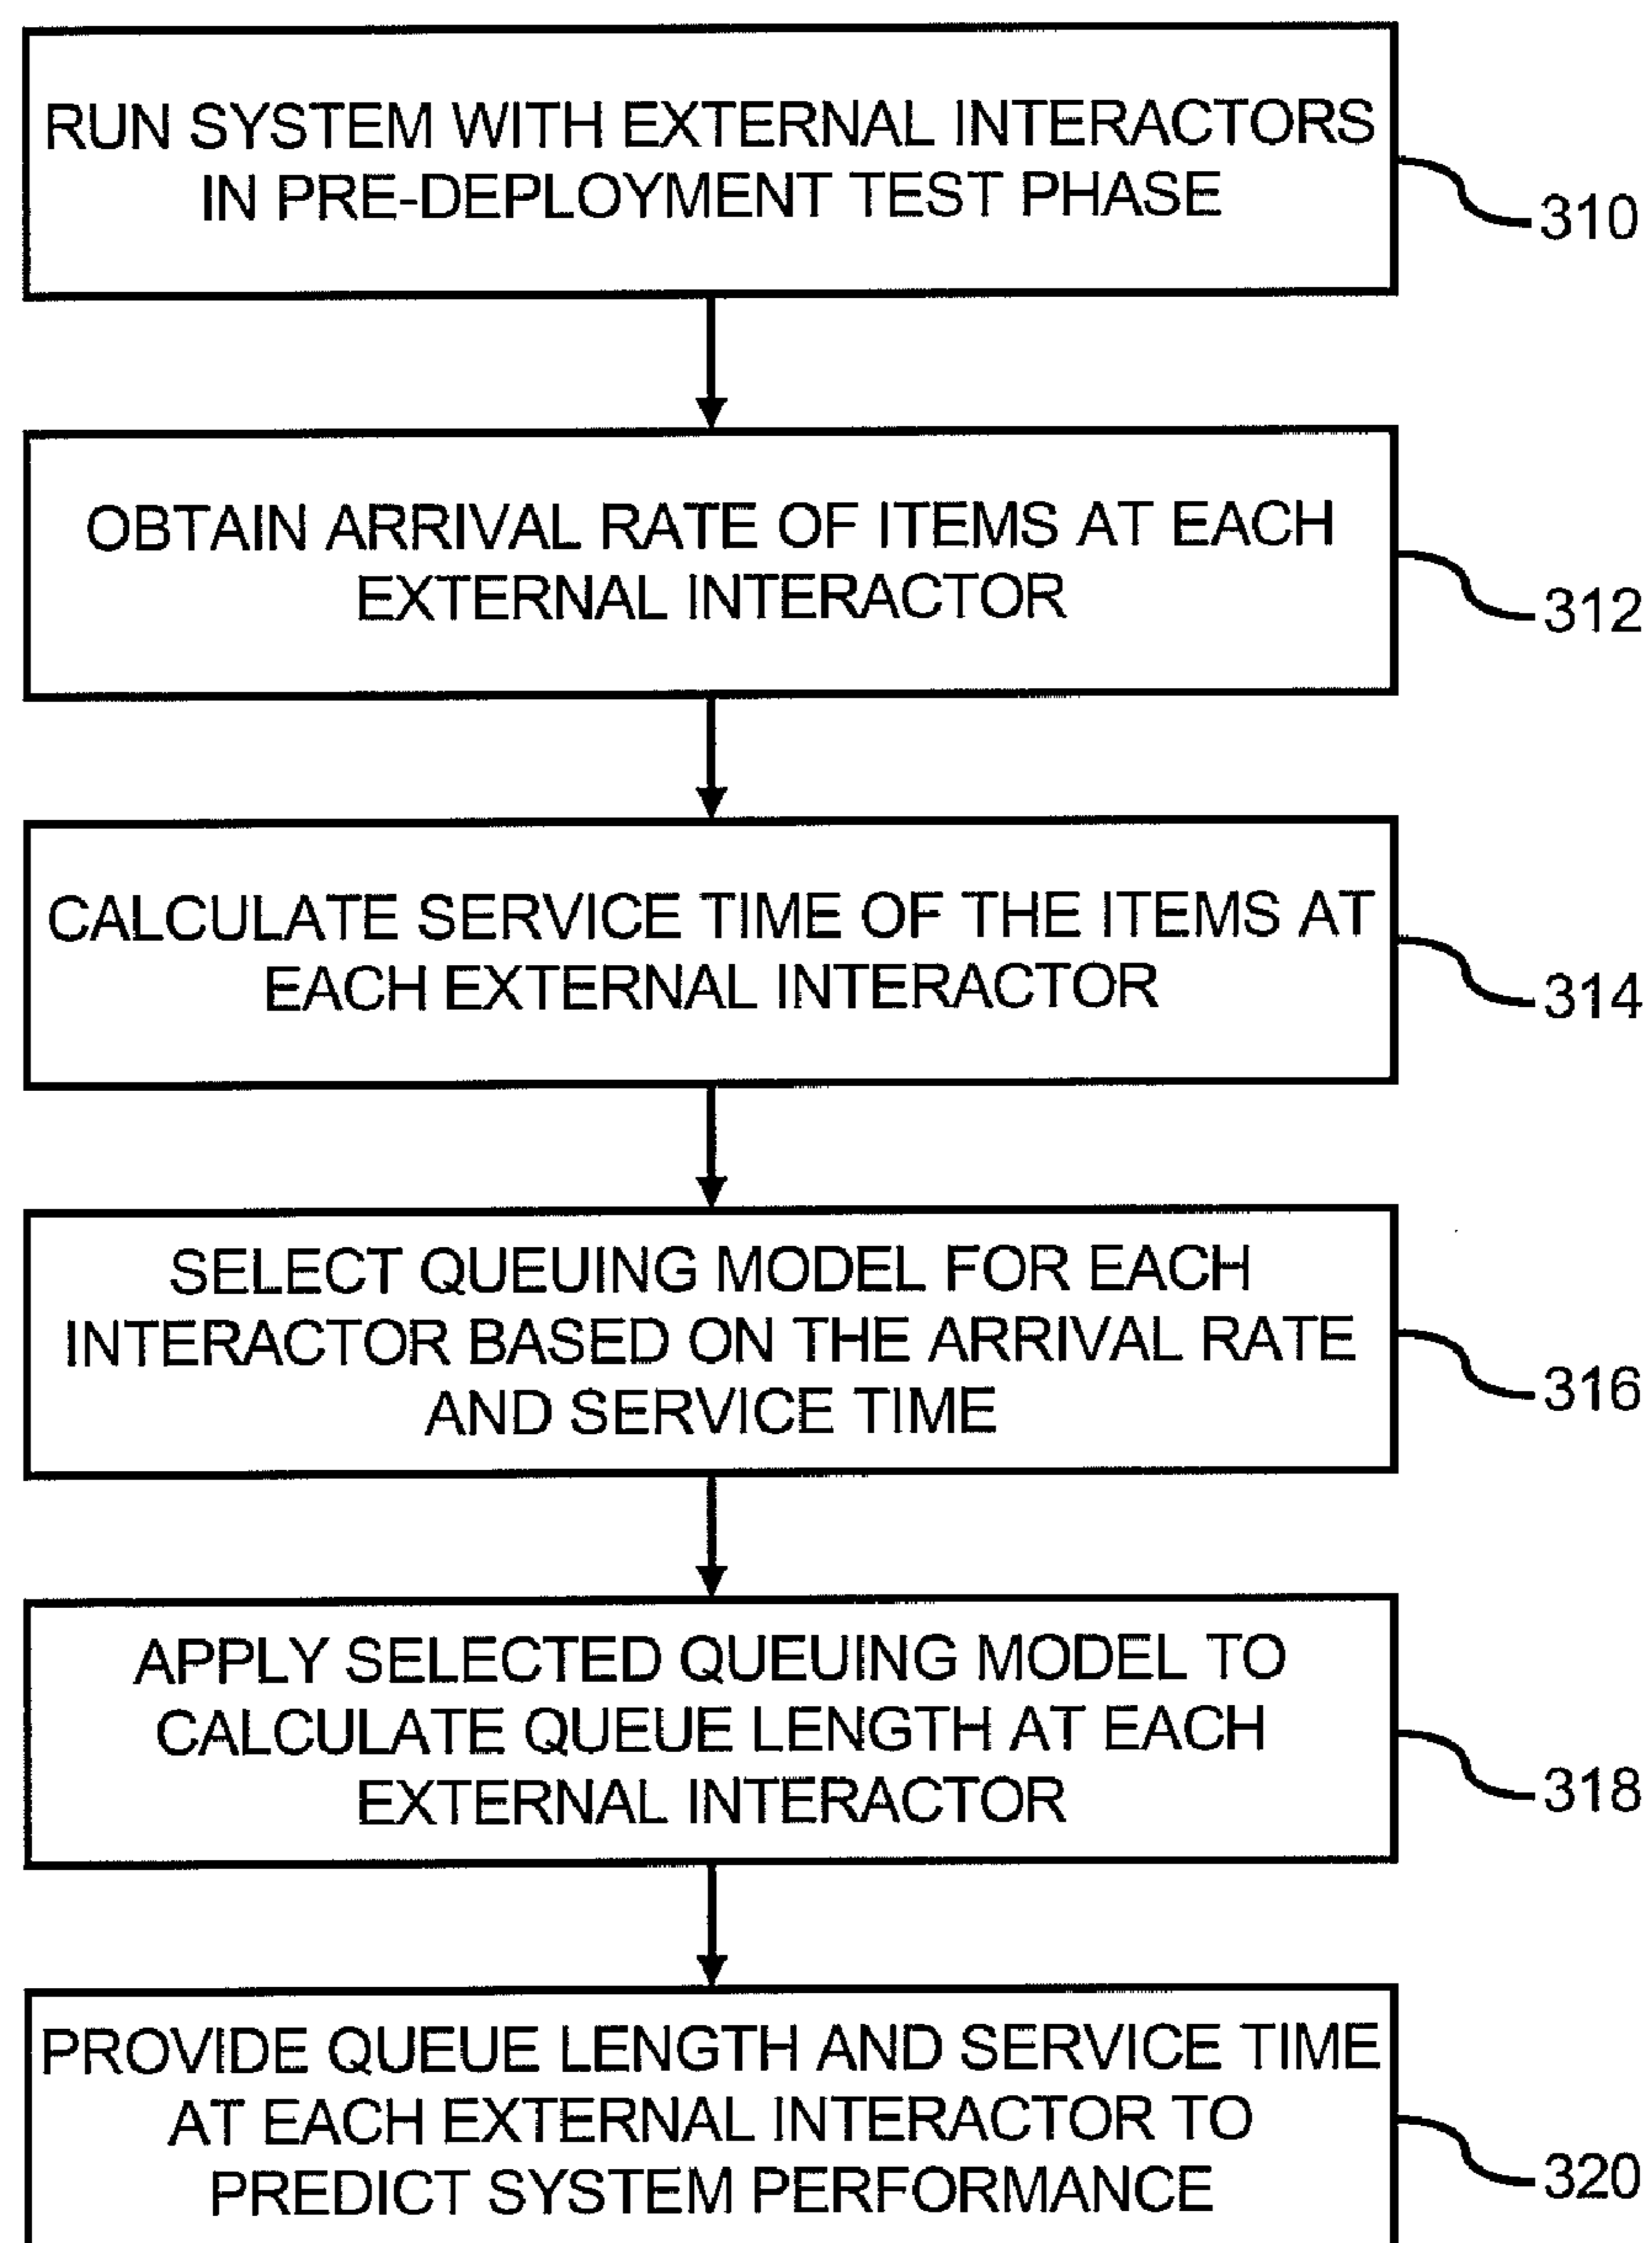 RUN SYSTEM WITH EXTERNAL INTERACTORS
IN PRE-DEPLOYMENT TEST PHASE
310
OBTAIN ARRIVAL RATE OF ITEMS AT EACH
EXTERNAL INTERACTOR
312
CALCULATE SERVICE TIME OF THE ITEMS AT
EACH EXTERNAL INTERACTOR
314
SELECT QUEUING MODEL FOR EACH
INTERACTOR BASED ON THE ARRIVAL RATE
AND SERVICE TIME
316
APPLY SELECTED QUEUING MODEL TO
CALCULATE QUEUE LENGTH AT EACH
EXTERNAL INTERACTOR
318
PROVIDE QUEUE LENGTH AND SERVICE TIME
AT EACH EXTERNAL INTERACTOR TO
PREDICT SYSTEM PERFORMANCE
320